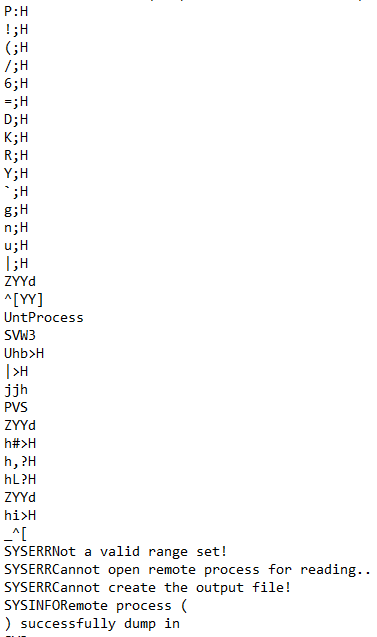 P:H
!;H
(;H
/;H
6;H
=;H
D;H
K;H
R;H
Y;H
`;H
g;H
n;H
u;H
|;H
ZYYd
^[YY]
UntProcess
SVW3
Uhb>H
|>H
jjh
PVS
ZYYd
h#>H
h,?H
hL?H
ZYYd
hi>H
_^[
SYSERRNot a valid range set!
SYSERRCannot open remote process for reading..
SYSERRCannot create the output file!
SYSINFORemote process (
) successfully dump in